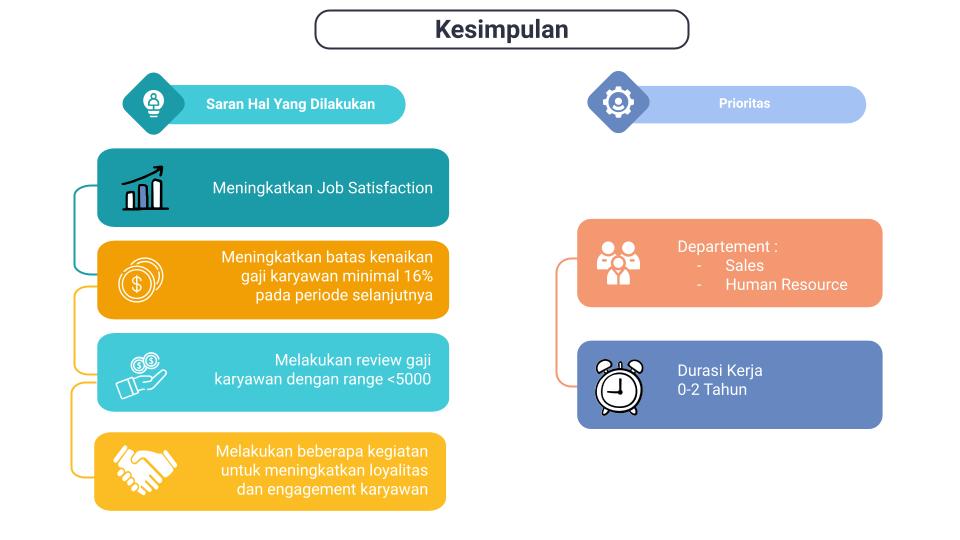 Kesimpulan
Saran Hal Yang Dilakukan
Meningkatkan Job Satisfaction
Meningkatkan batas kenaikan
gaji karyawan minimal 16%
pada periode selanjutnya
Melakukan review gaji
karyawan dengan range <5000
Melakukan beberapa kegiatan
untuk meningkatkan loyalitas
dan engagement karyawan
Prioritas
Departement :
- Sales
- Human Resource
Durasi Kerja
0-2 Tahun